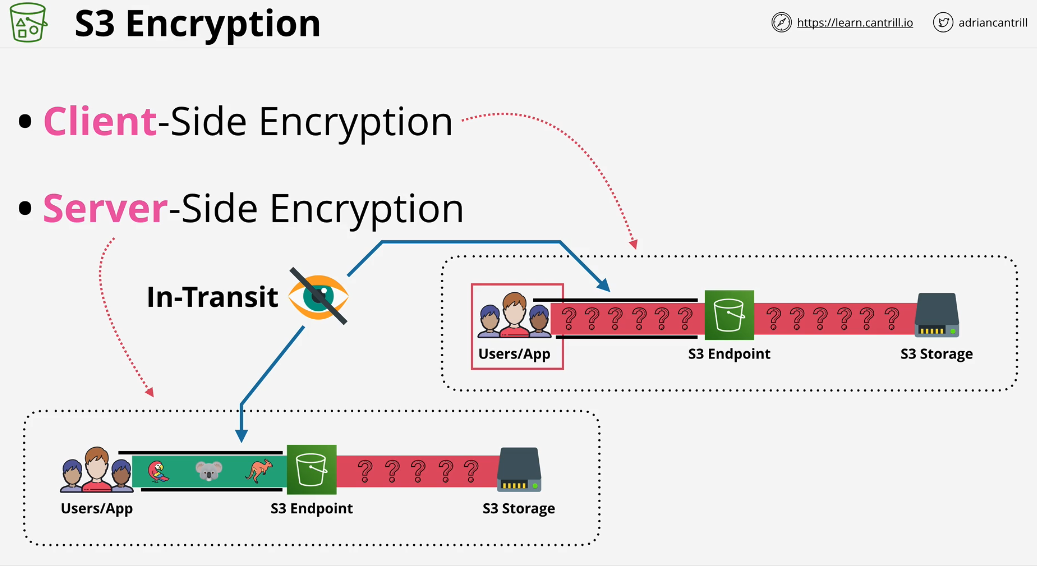 S3 Encryption
https://learn.cantrill.io
adriancantrill
• Client-Side Encryption
• Server-Side Encryption
In-Transit
? ? ? ? ? ?
? ? ? ? ? ?
Users/App
S3 Endpoint
S3 Storage
? ? ? ? ?
Users/App
S3 Endpoint
S3 Storage